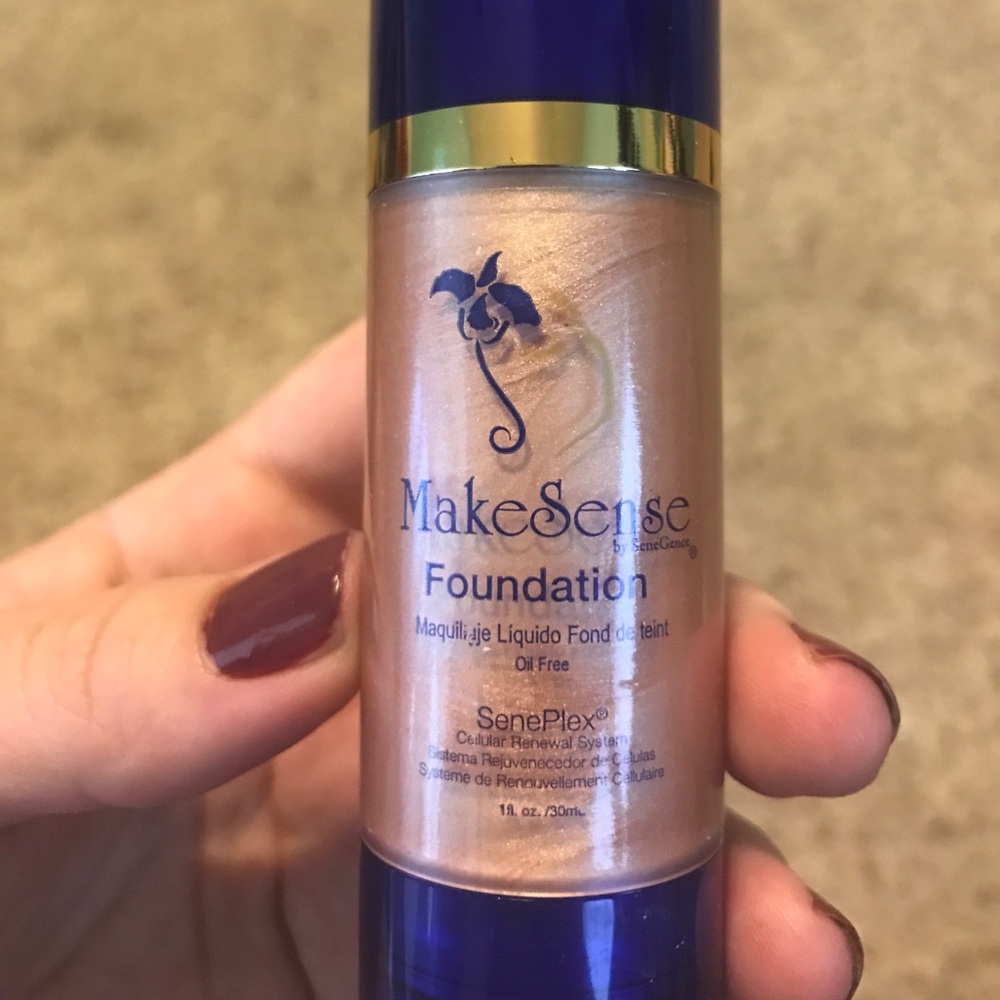 MakeSense
by SeneGence®
Foundation
Maquillaje Líquido Fond de teint
Oil Free
SenePlex®
Cellular Renewal System
Sistema Rejuvenecedor de Células
Système de Renouvellement Cellulaire
1fl. oz. /30mL